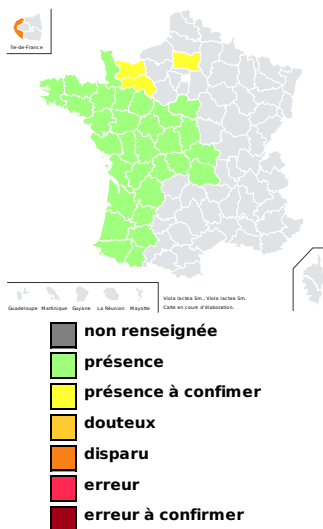 Île-de-France
Guadeloupe Martinique Guyane La Réunion Mayotte
Viola lactea Sm., Viola lactea Sm.
Carte en cours d'élaboration.
non renseignée
présence
présence à confimer
douteux
disparu
erreur
erreur à confirmer